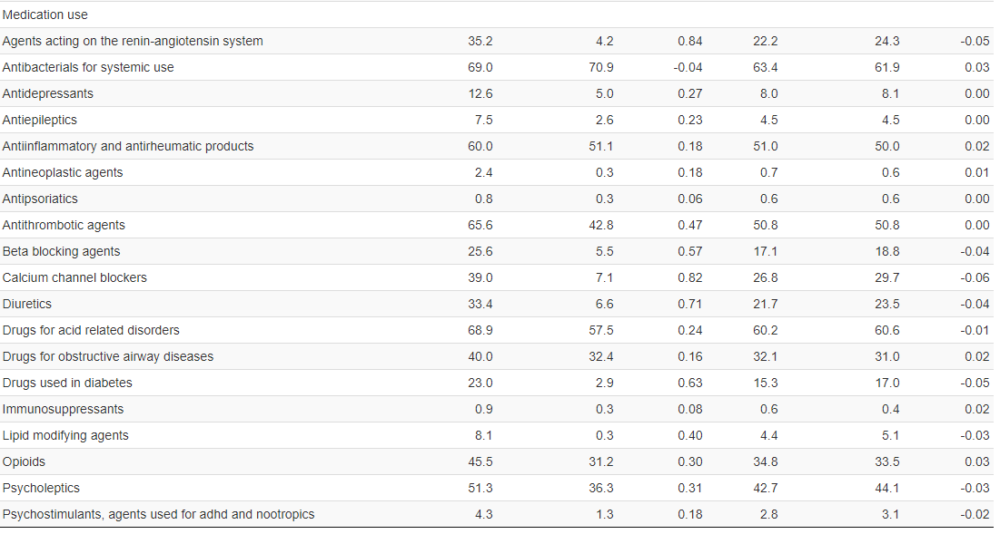 Medication use
Agents acting on the renin-angiotensin system 35.2 4.2 0.84 22.2 24.3 -0.05
Antibacterials for systemic use 69.0 70.9 -0.04 63.4 61.9 0.03
Antidepressants 12.6 5.0 0.27 8.0 8.1 0.00
Antiepileptics 7.5 2.6 0.23 4.5 4.5 0.00
Antiinflammatory and antirheumatic products 60.0 51.1 0.18 51.0 50.0 0.02
Antineoplastic agents 2.4 0.3 0.18 0.7 0.6 0.01
Antipsoriatics 0.8 0.3 0.06 0.6 0.6 0.00
Antithrombotic agents 65.6 42.8 0.47 50.8 50.8 0.00
Beta blocking agents 25.6 5.5 0.57 17.1 18.8 -0.04
Calcium channel blockers 39.0 7.1 0.82 26.8 29.7 -0.06
Diuretics 33.4 6.6 0.71 21.7 23.5 -0.04
Drugs for acid related disorders 68.9 57.5 0.24 60.2 60.6 -0.01
Drugs for obstructive airway diseases 40.0 32.4 0.16 32.1 31.0 0.02
Drugs used in diabetes 23.0 2.9 0.63 15.3 17.0 -0.05
Immunosuppressants 0.9 0.3 0.08 0.6 0.4 0.02
Lipid modifying agents 8.1 0.3 0.40 4.4 5.1 -0.03
Opioids 45.5 31.2 0.30 34.8 33.5 0.03
Psycholeptics 51.3 36.3 0.31 42.7 44.1 -0.03
Psychostimulants, agents used for adhd and nootropics 4.3 1.3 0.18 2.8 3.1 -0.02